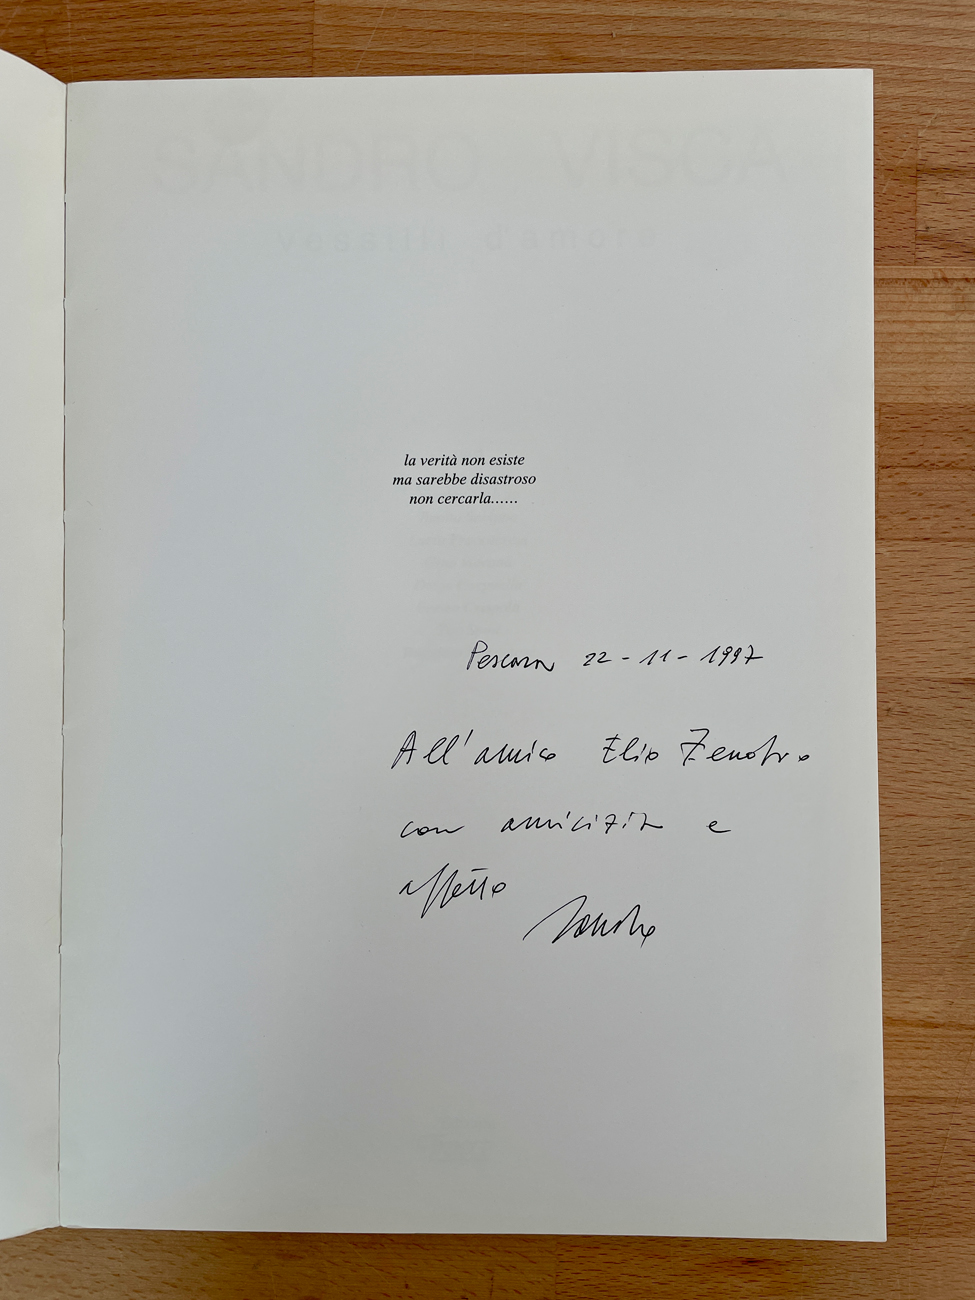 SANDRO VISCA
vessilli d'amore
la verità non esiste
ma sarebbe disastroso
non cercarla......
Pescara 22-11-1997
All'amico Elio
con amicizia e
affetto
Sandro